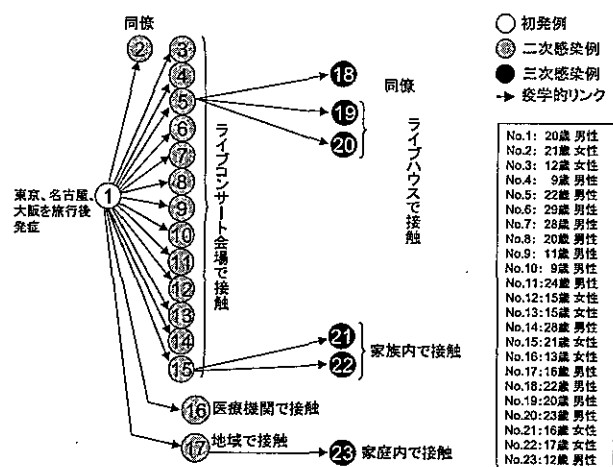 同僚
2
3
4
5
6
7
8
9
10
11
12
13
14
15
ライブコンサート会場で接触
1
東京、名古屋、
大阪を旅行後
発症
16
医療機関で接触
17
地域で接触
18
同僚
19
20
ライブハウスで接触
21
22
家族内で接触
23
家庭内で接触
初発例
二次感染例
三次感染例
疫学的リンク
No.1: 20歳 男性
No.2: 21歳 女性
No.3: 12歳 女性
No.4: 9歳 男性
No.5: 22歳 男性
No.6: 29歳 男性
No.7: 28歳 男性
No.8: 20歳 男性
No.9: 11歳 男性
No.10: 9歳 男性
No.11: 24歳 男性
No.12: 15歳 女性
No.13: 15歳 女性
No.14: 28歳 男性
No.15: 21歳 女性
No.16: 13歳 女性
No.17: 16歳 男性
No.18: 22歳 男性
No.19: 20歳 男性
No.20: 23歳 男性
No.21: 16歳 女性
No.22: 17歳 女性
No.23: 12歳 男性